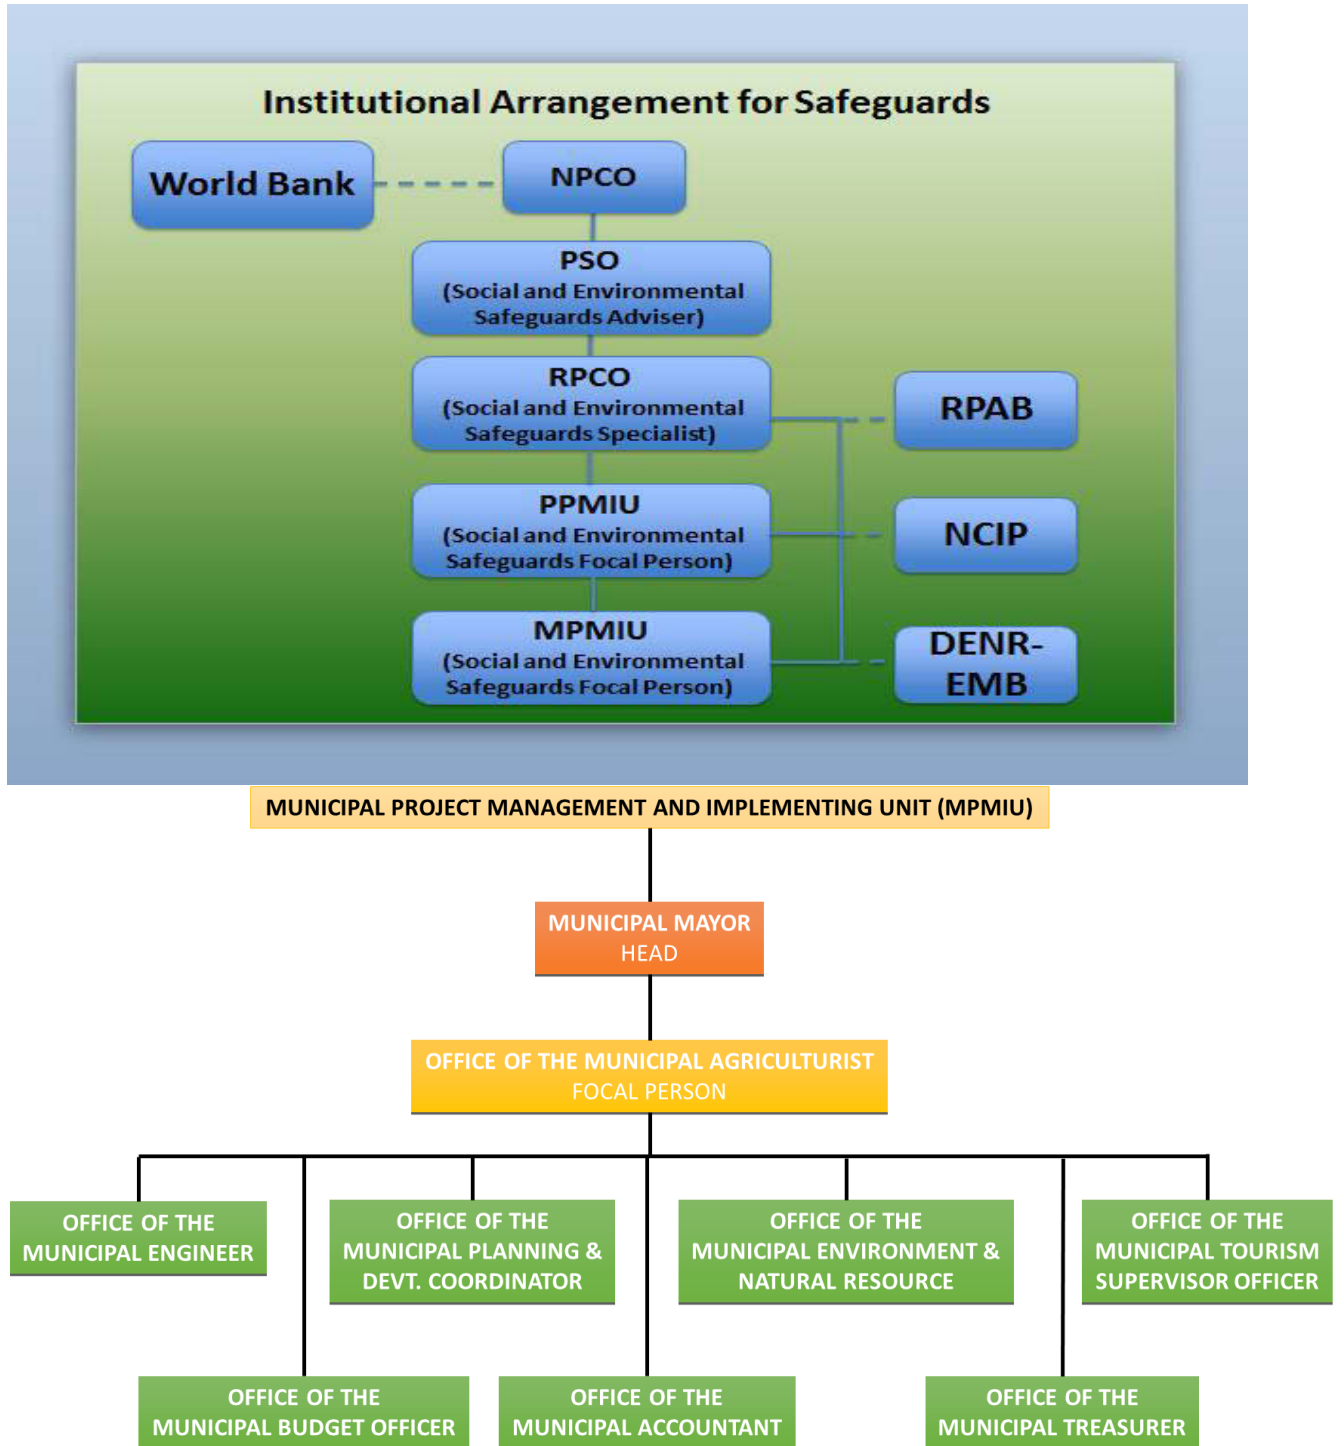 Institutional Arrangement for Safeguards
World Bank
NPCO
PSO
(Social and Environmental
Safeguards Adviser)
RPCO
(Social and Environmental
Safeguards Specialist)
RPAB
PPMIU
(Social and Environmental
Safeguards Focal Person)
NCIP
MPMIU
(Social and Environmental
Safeguards Focal Person)
DENR-
EMB
MUNICIPAL PROJECT MANAGEMENT AND IMPLEMENTING UNIT (MPMIU)
MUNICIPAL MAYOR
HEAD
OFFICE OF THE MUNICIPAL AGRICULTURIST
FOCAL PERSON
OFFICE OF THE
MUNICIPAL ENGINEER
OFFICE OF THE
MUNICIPAL PLANNING &
DEVT. COORDINATOR
OFFICE OF THE
MUNICIPAL ENVIRONMENT &
NATURAL RESOURCE
OFFICE OF THE
MUNICIPAL TOURISM
SUPERVISOR OFFICER
OFFICE OF THE
MUNICIPAL BUDGET OFFICER
OFFICE OF THE
MUNICIPAL ACCOUNTANT
OFFICE OF THE
MUNICIPAL TREASURER